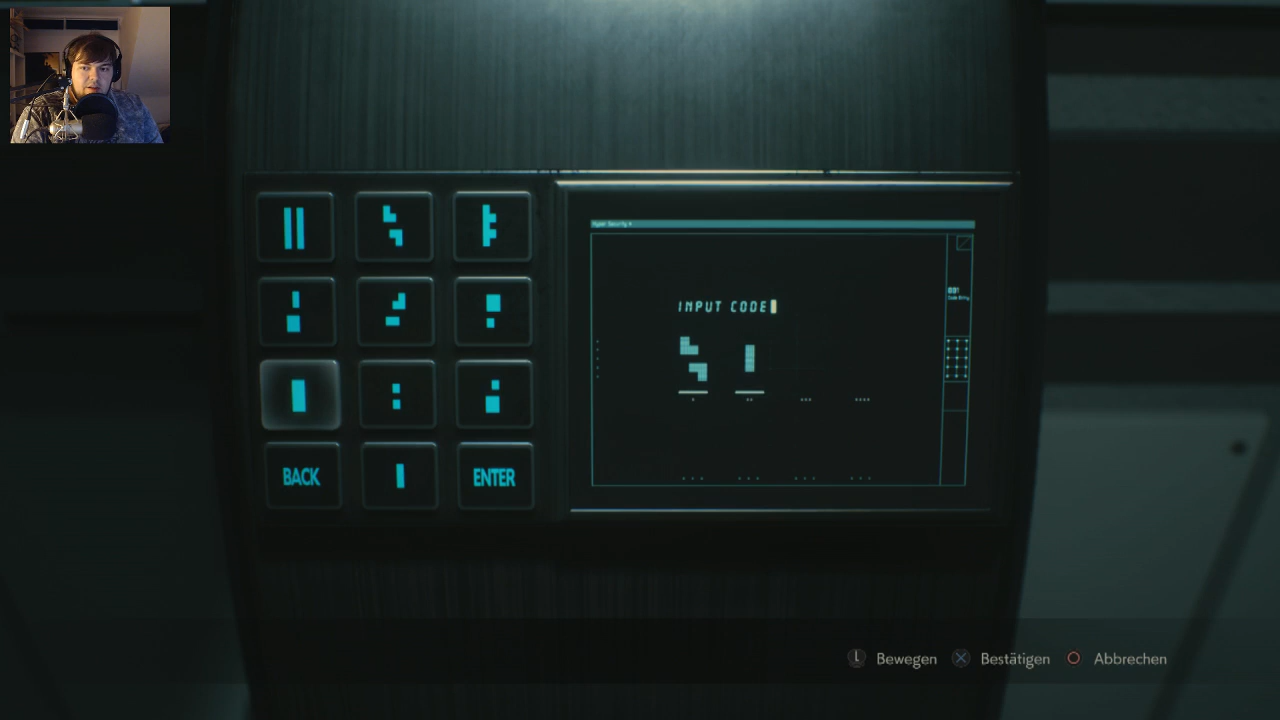 INPUT CODE
BACK
ENTER
Bewegen
Bestätigen
Abbrechen